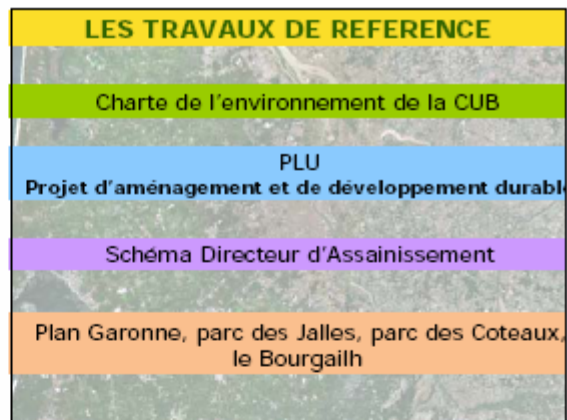 LES TRAVAUX DE REFERENCE
Charte de l'environnement de la CUB
PLU
Projet d'aménagement et de développement durable
Schéma Directeur d'Assainissement
Plan Garonne, parc des Jalles, parc des Coteaux,
le Bourgailh